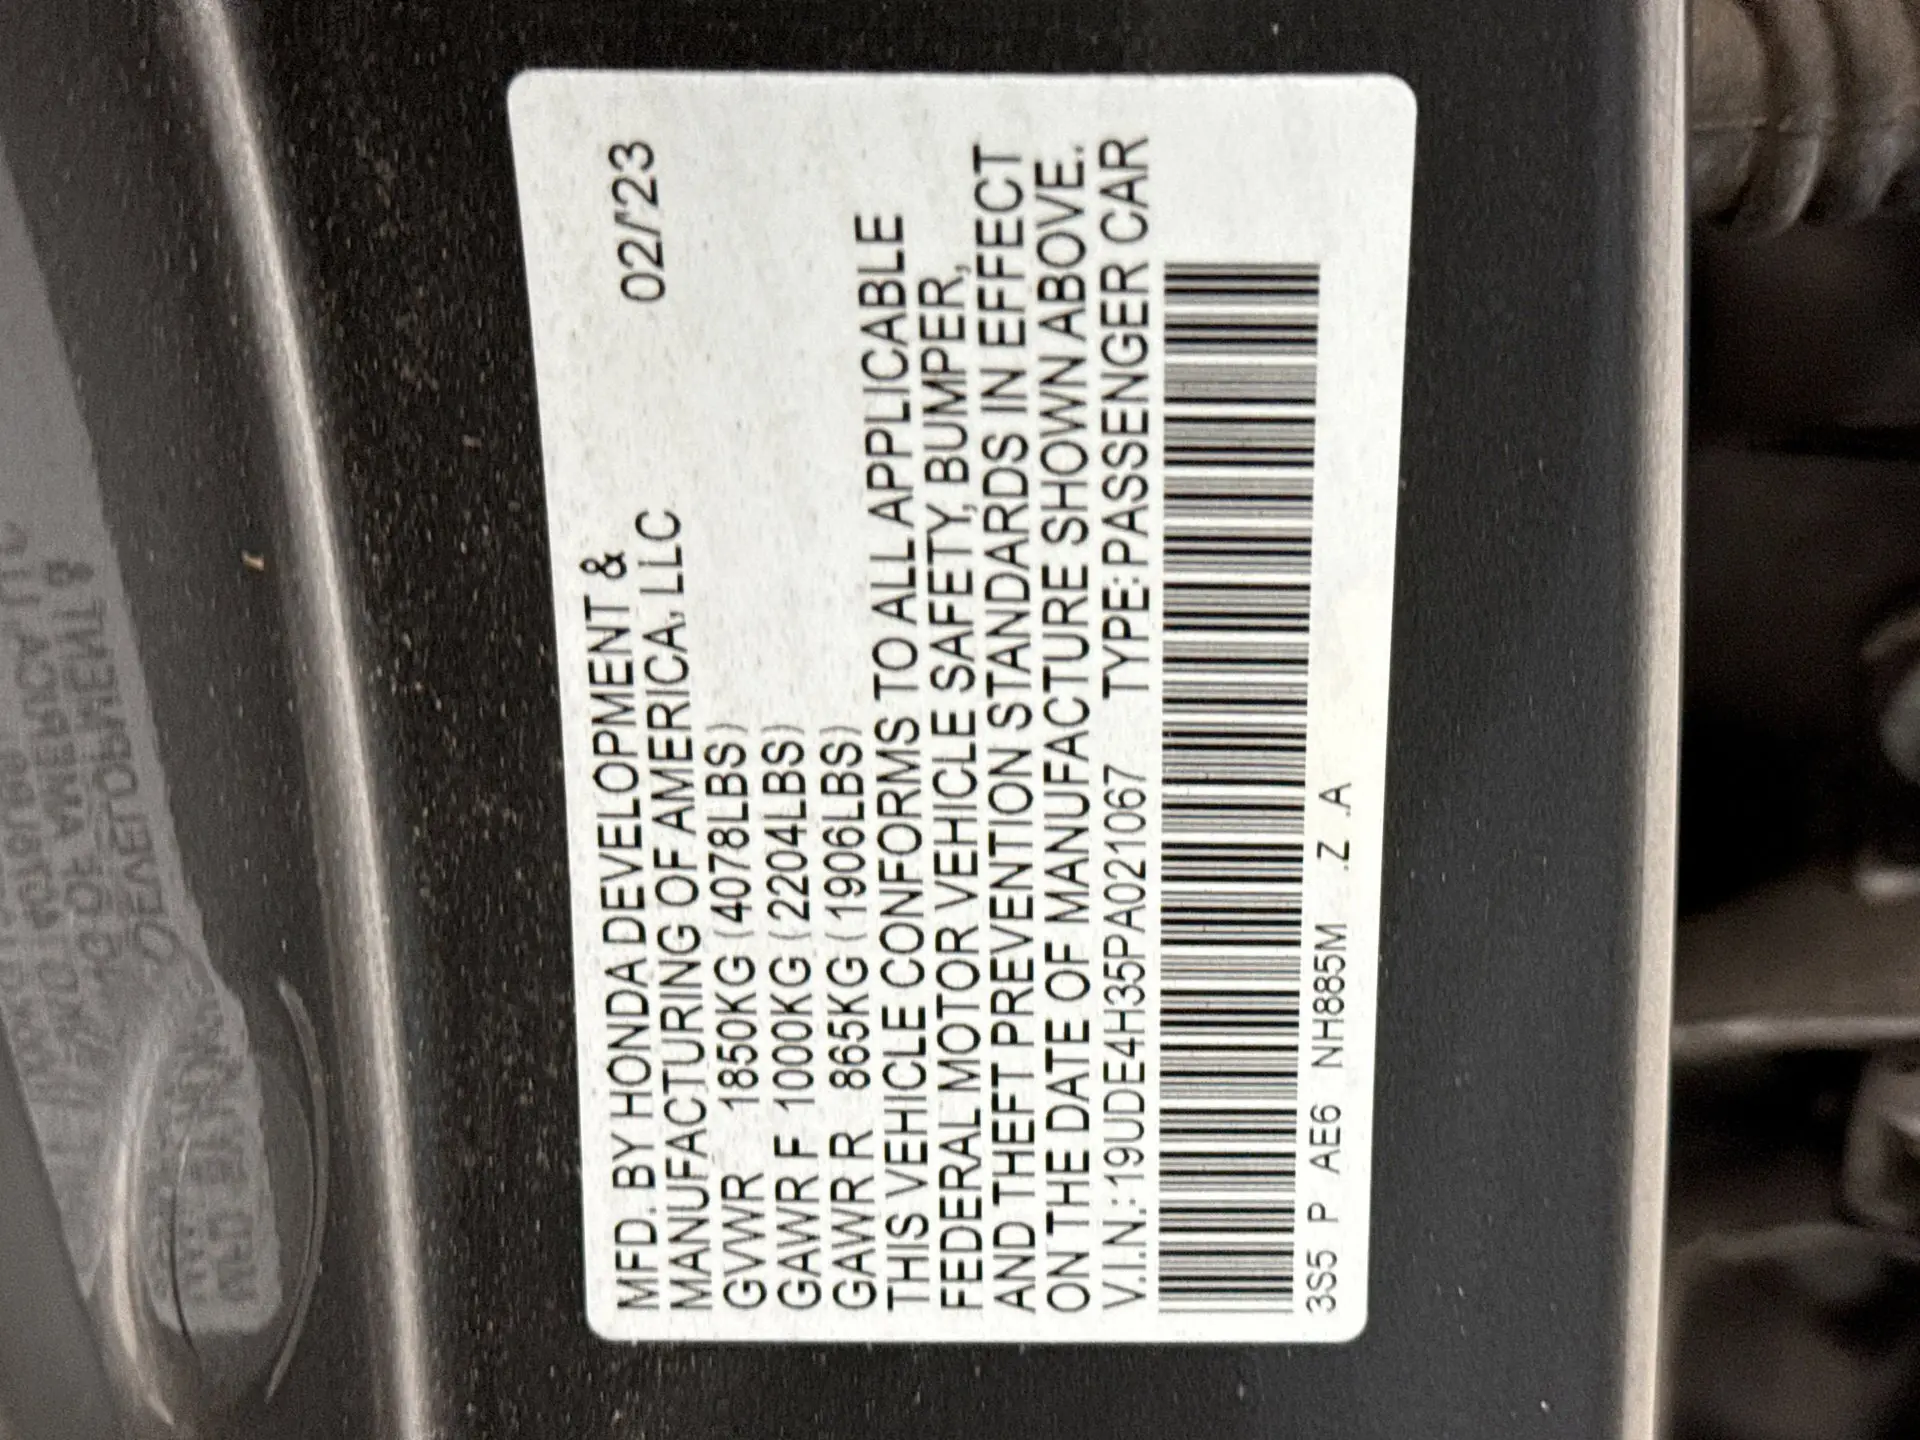 MFD. BY HONDA DEVELOPMENT &
MANUFACTURING OF AMERICA, LLC 02/'23
GVWR 1850KG (4078LBS)
GAWR F 1000KG (2204LBS)
GAWR R 865KG (1906LBS)
THIS VEHICLE CONFORMS TO ALL APPLICABLE
FEDERAL MOTOR VEHICLE SAFETY, BUMPER,
AND THEFT PREVENTION STANDARDS IN EFFECT
ON THE DATE OF MANUFACTURE SHOWN ABOVE.
V.I.N.:19UDE4H35PA021067 TYPE:PASSENGER CAR
3S5 P AE6 NH885M .Z .A